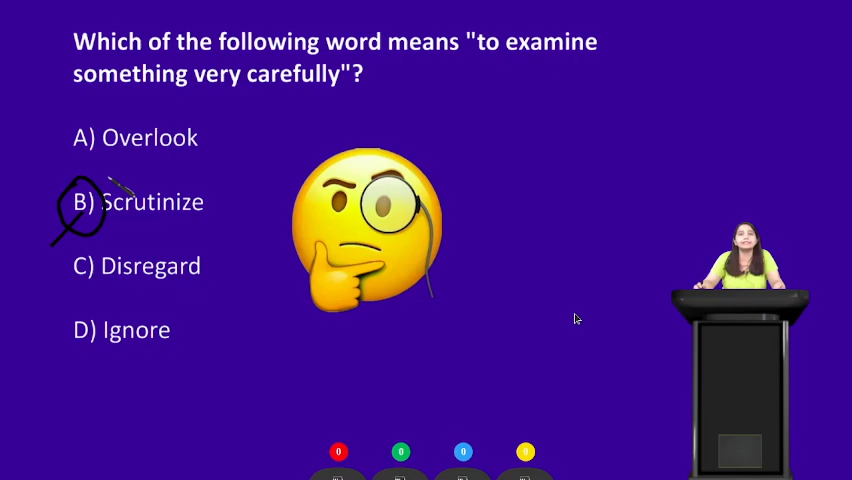 Which of the following word means "to examine
something very carefully"?
A) Overlook
B) Scrutinize
C) Disregard
D) Ignore
0 0 0 0